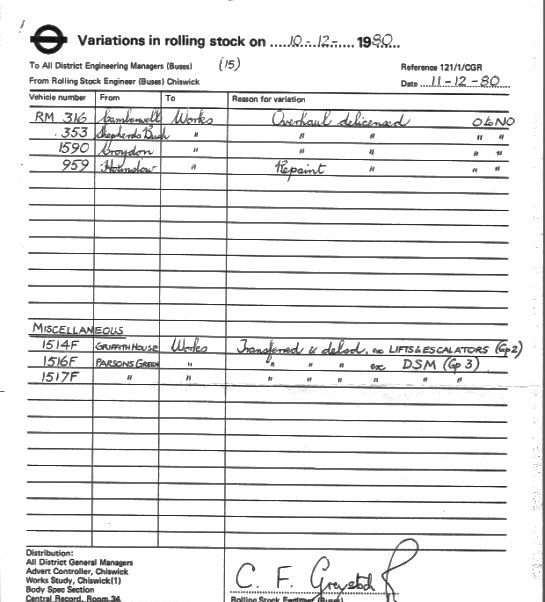 Variations in rolling stock on ....10-.12-..... 1980...
To All District Engineering Managers (Buses) (15) Reference 121/1/CGR
From Rolling Stock Engineer (Buses) Chiswick Date ..11-12-80
Vehicle number From To Reason for variation
RM 316 Camberwell Works Overhaul delicensed ObNO
353 Shepherds Bush " " " " "
1590 Croydon " " " " "
959 Hounslow " Repaint " " "
MISCELLANEOUS
1514F GRIFFITH HOUSE Works Transferred & delsd. ex LIFTS & ESCALATORS (Gp2)
1516F PARSONS GREEN " " " " ex DSM (Gp 3)
1517F " " " " " " " "
Distribution:
All District General Managers
Advert Controller, Chiswick
Works Study, Chiswick(1)
Body Spec Section
Central Record, Room 34
C. F.
Rolling Stock Engineer (Buses)